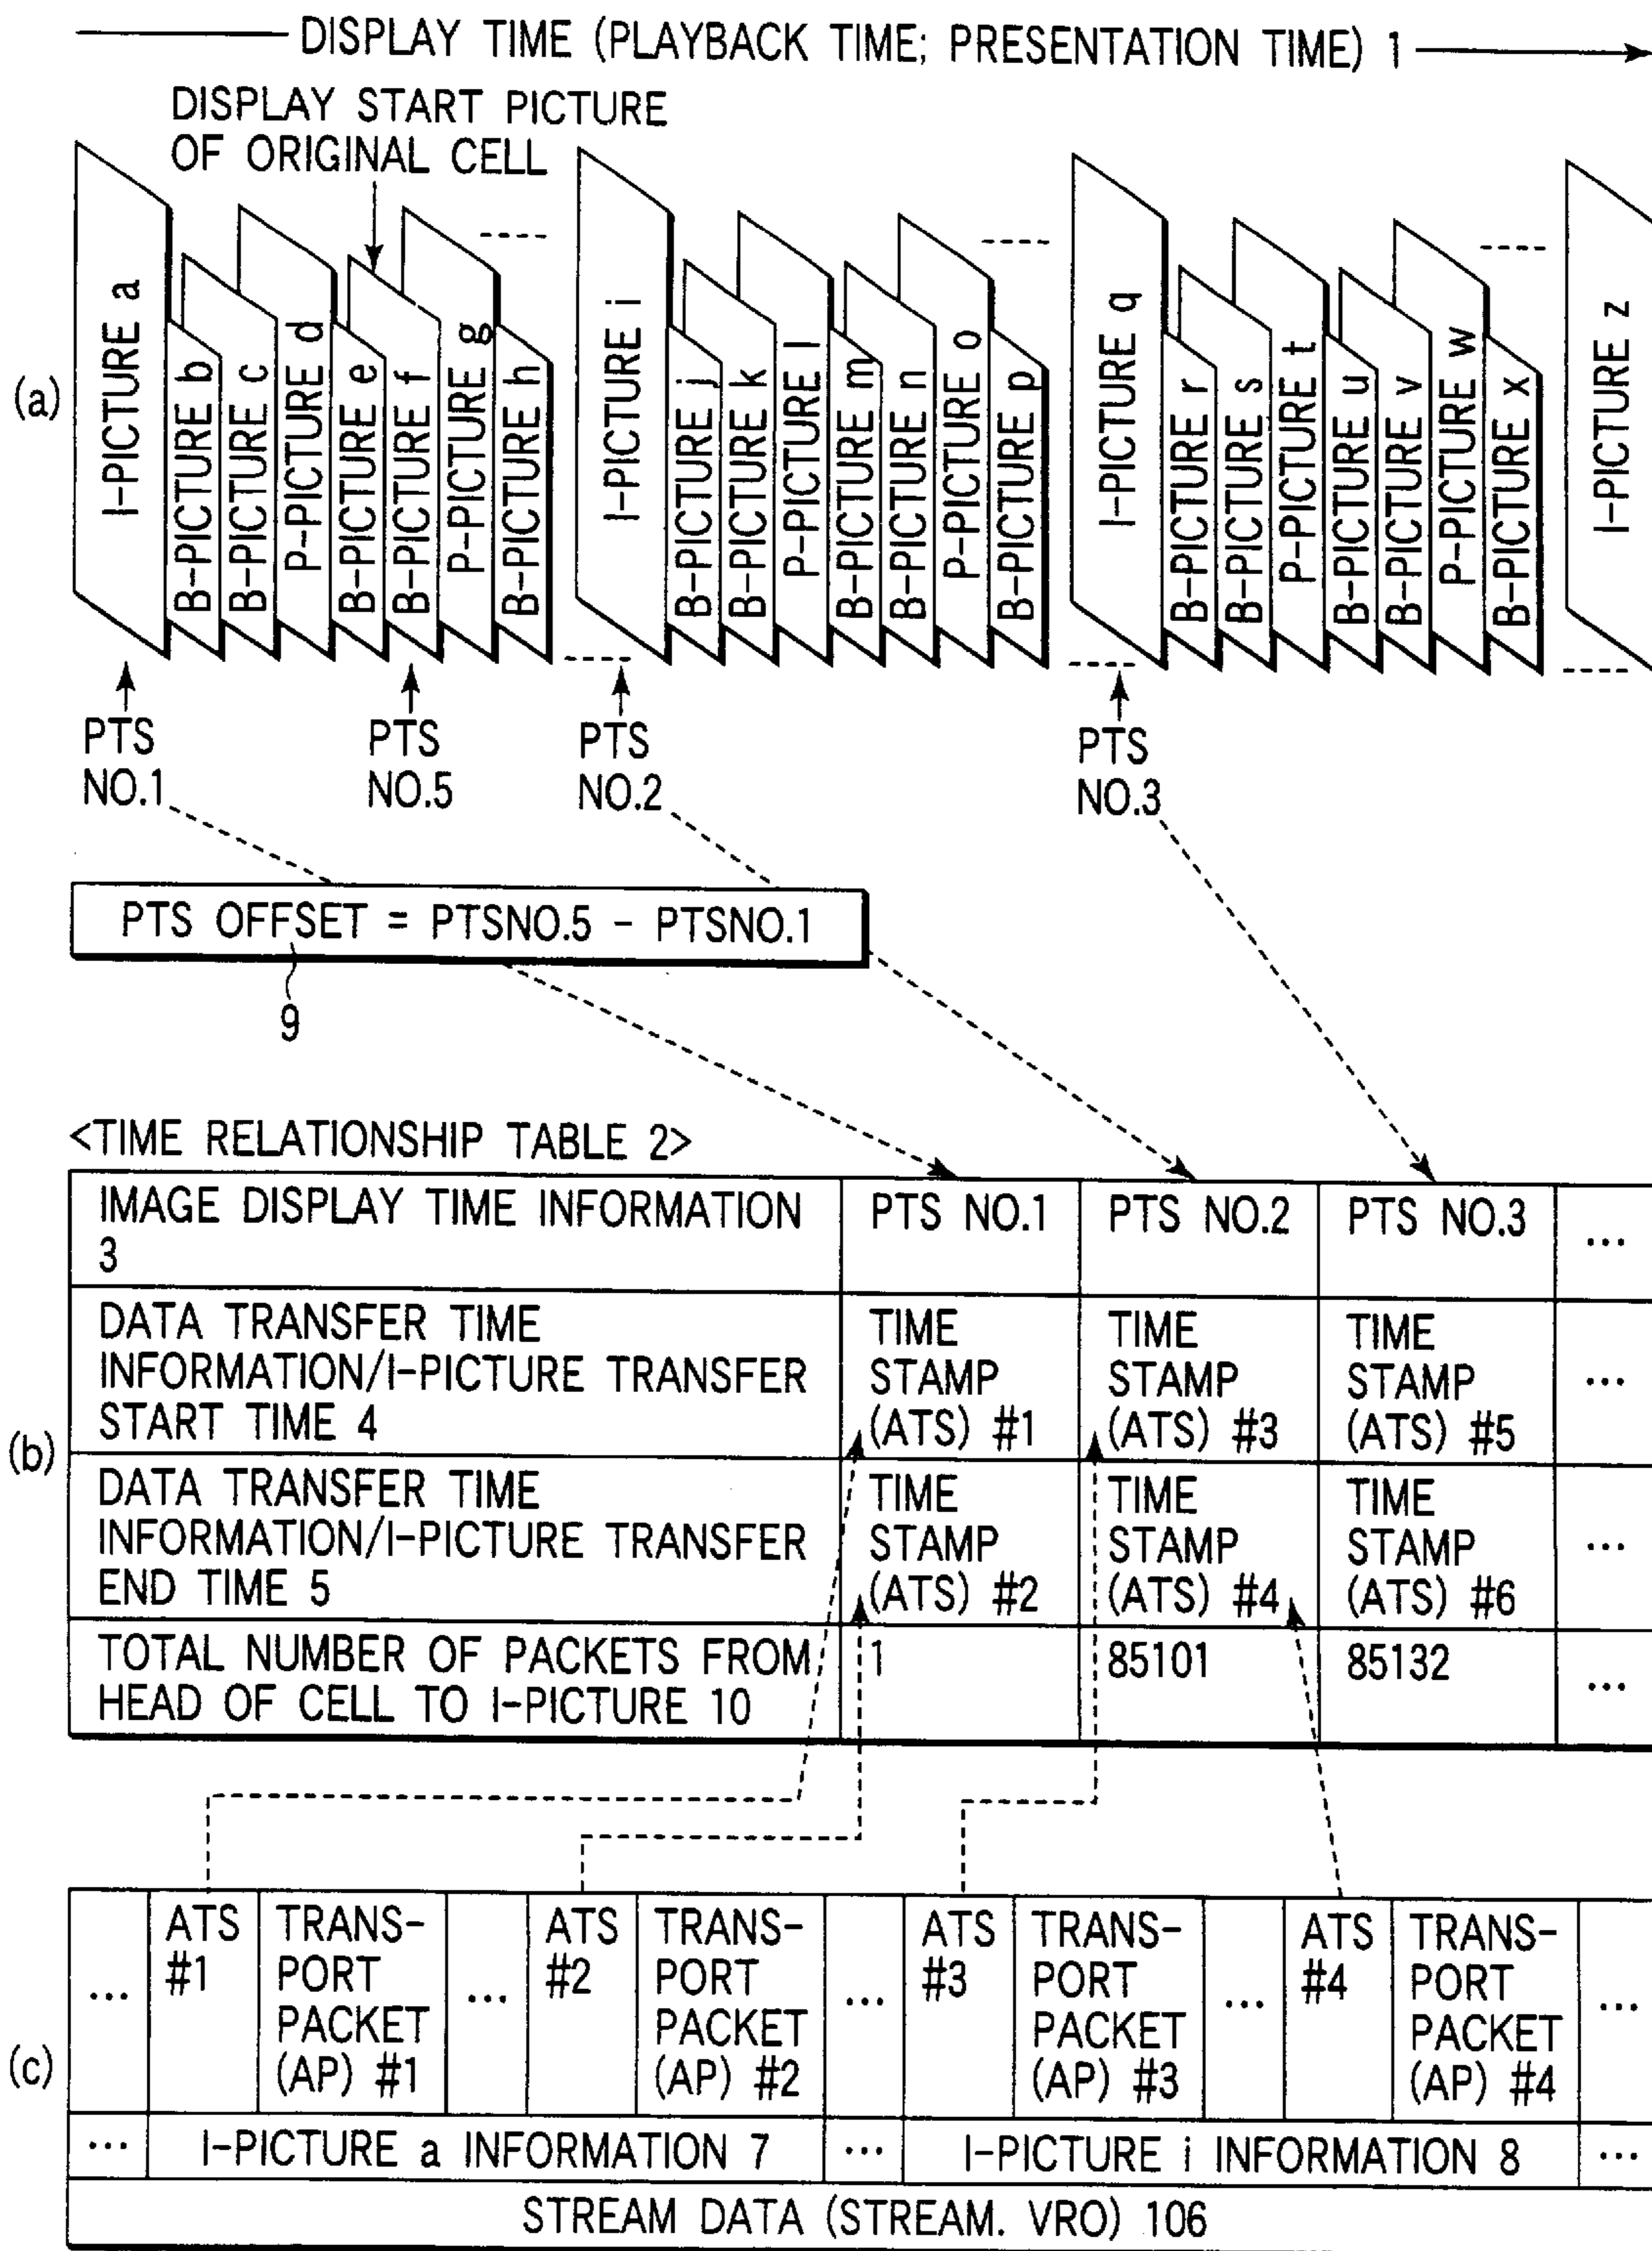 DISPLAY TIME (PLAYBACK TIME; PRESENTATION TIME) 1
DISPLAY START PICTURE
OF ORIGINAL CELL
(a)
I-PICTURE a
B-PICTURE b
B-PICTURE c
P-PICTURE d
B-PICTURE e
B-PICTURE f
P-PICTURE g
B-PICTURE h
I-PICTURE i
B-PICTURE j
B-PICTURE k
P-PICTURE l
B-PICTURE m
B-PICTURE n
P-PICTURE o
B-PICTURE p
I-PICTURE q
B-PICTURE r
B-PICTURE s
P-PICTURE t
B-PICTURE u
B-PICTURE v
P-PICTURE w
B-PICTURE x
I-PICTURE z
PTS
NO.1
PTS
NO.5
PTS
NO.2
PTS
NO.3
PTS OFFSET = PTSNO.5 - PTSNO.1
9
<TIME RELATIONSHIP TABLE 2>
(b)
IMAGE DISPLAY TIME INFORMATION
3
PTS NO.1
PTS NO.2
PTS NO.3
...
DATA TRANSFER TIME
INFORMATION/I-PICTURE TRANSFER
START TIME 4
TIME
STAMP
(ATS) #1
TIME
STAMP
(ATS) #3
TIME
STAMP
(ATS) #5
...
DATA TRANSFER TIME
INFORMATION/I-PICTURE TRANSFER
END TIME 5
TIME
STAMP
(ATS) #2
TIME
STAMP
(ATS) #4
TIME
STAMP
(ATS) #6
...
TOTAL NUMBER OF PACKETS FROM
HEAD OF CELL TO I-PICTURE 10
1
85101
85132
...
(c)
...
ATS
#1
TRANS-
PORT
PACKET
(AP) #1
...
ATS
#2
TRANS-
PORT
PACKET
(AP) #2
...
ATS
#3
TRANS-
PORT
PACKET
(AP) #3
...
ATS
#4
TRANS-
PORT
PACKET
(AP) #4
...
...
I-PICTURE a INFORMATION 7
...
I-PICTURE i INFORMATION 8
...
STREAM DATA (STREAM. VRO) 106